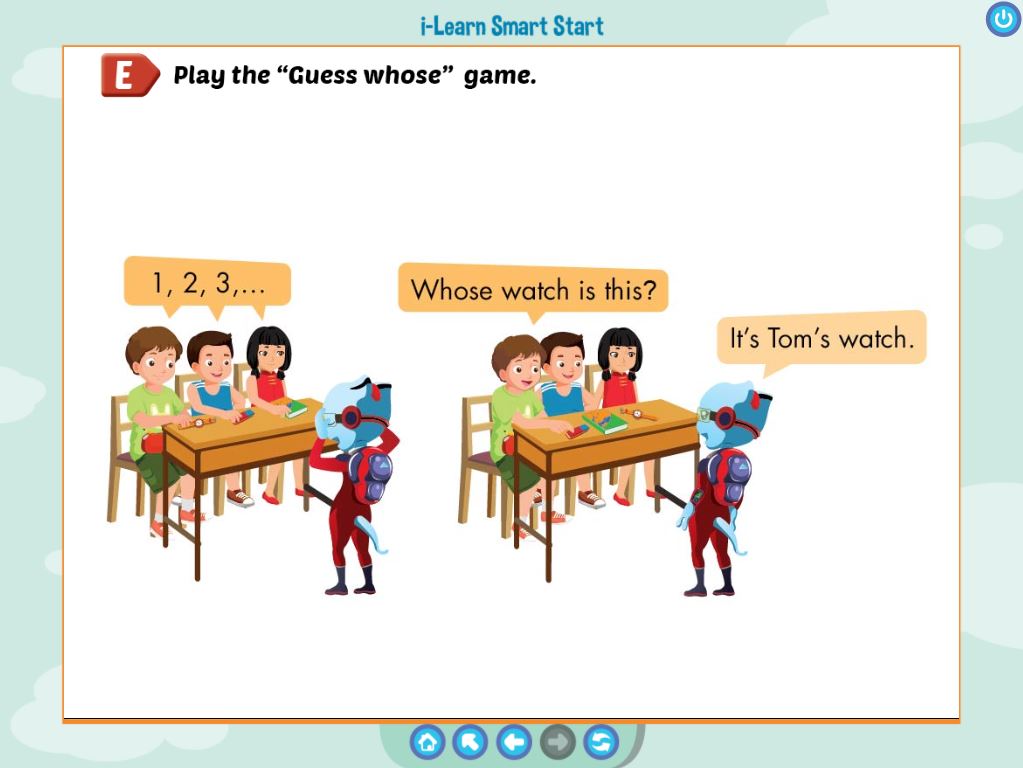 i-Learn Smart Start
E Play the “Guess whose” game.
1, 2, 3,...
Whose watch is this?
It’s Tom’s watch.